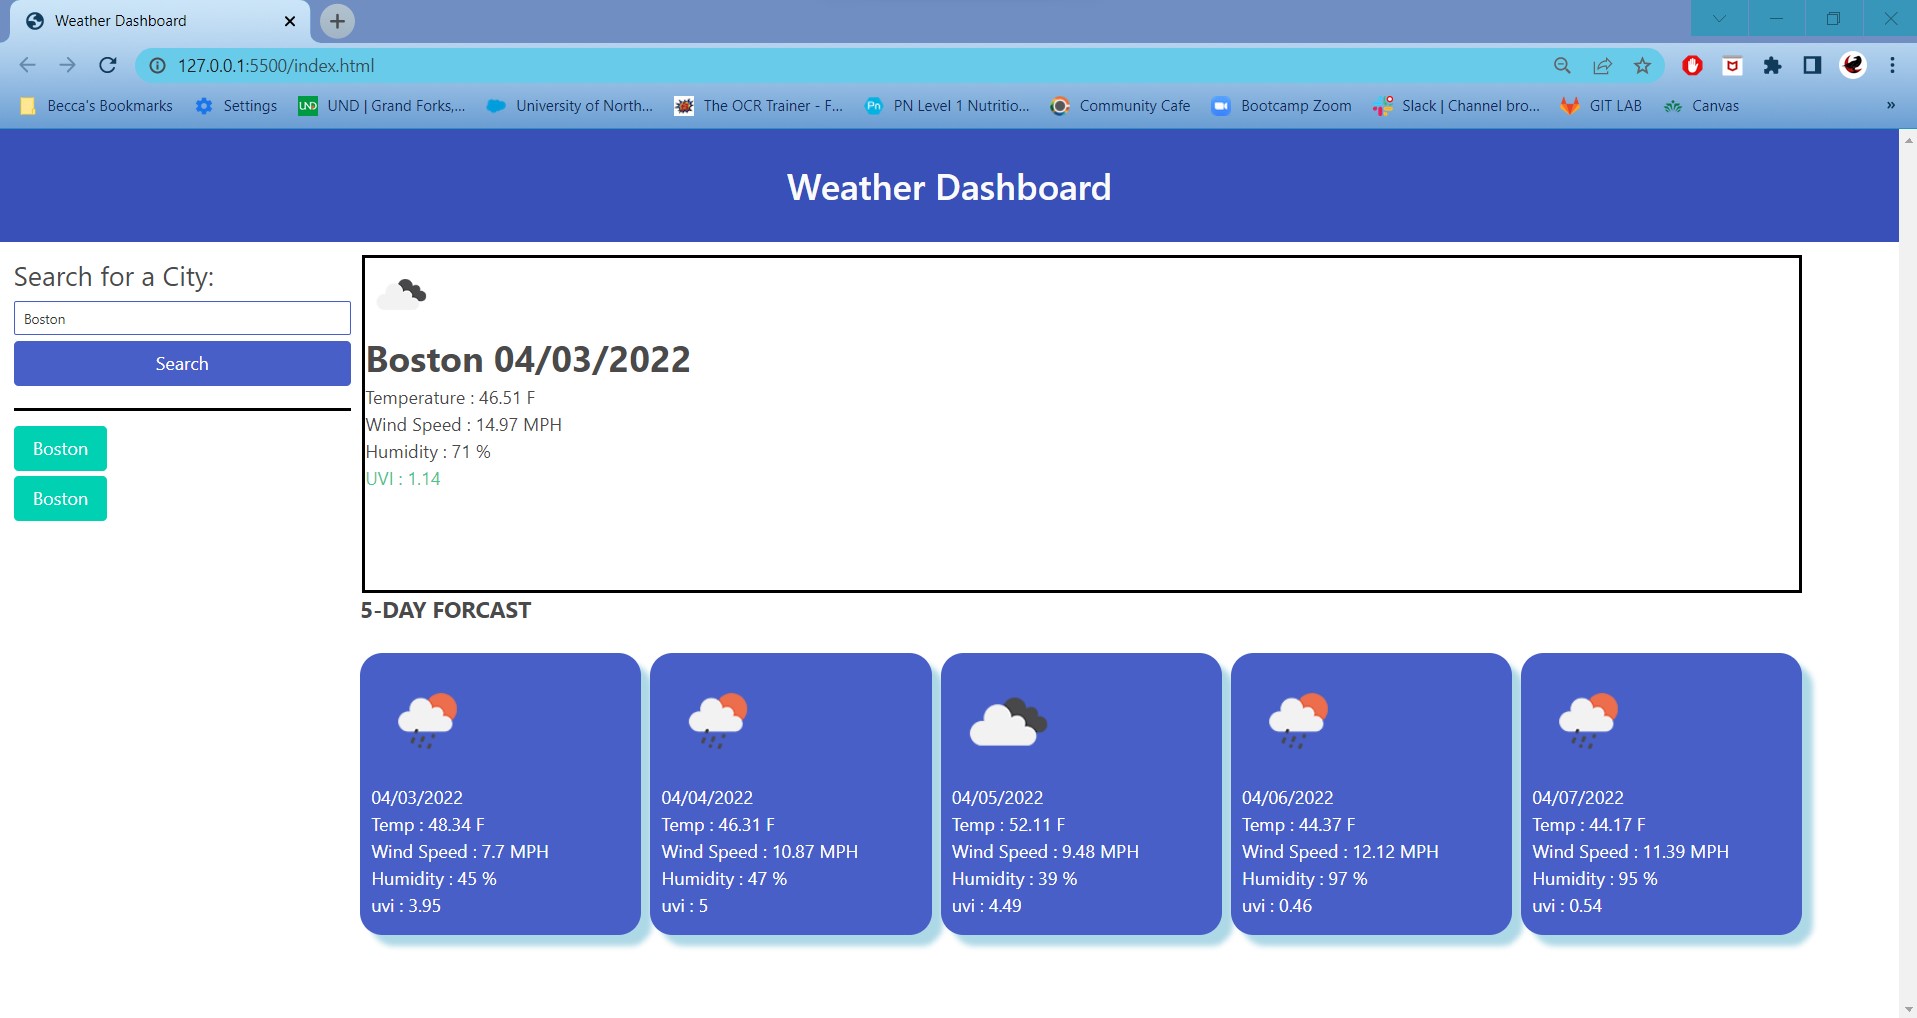 Weather Dashboard
127.0.0.1:5500/index.html
Becca's Bookmarks Settings UND | Grand Forks,... University of North... The OCR Trainer - F... PN Level 1 Nutritio... Community Cafe Bootcamp Zoom Slack | Channel bro... GIT LAB Canvas »
Weather Dashboard
Search for a City:
Boston
Search
Boston
Boston
Boston 04/03/2022
Temperature : 46.51 F
Wind Speed : 14.97 MPH
Humidity : 71 %
UVI : 1.14
5-DAY FORCAST
04/03/2022
Temp : 48.34 F
Wind Speed : 7.7 MPH
Humidity : 45 %
uvi : 3.95
04/04/2022
Temp : 46.31 F
Wind Speed : 10.87 MPH
Humidity : 47 %
uvi : 5
04/05/2022
Temp : 52.11 F
Wind Speed : 9.48 MPH
Humidity : 39 %
uvi : 4.49
04/06/2022
Temp : 44.37 F
Wind Speed : 12.12 MPH
Humidity : 97 %
uvi : 0.46
04/07/2022
Temp : 44.17 F
Wind Speed : 11.39 MPH
Humidity : 95 %
uvi : 0.54